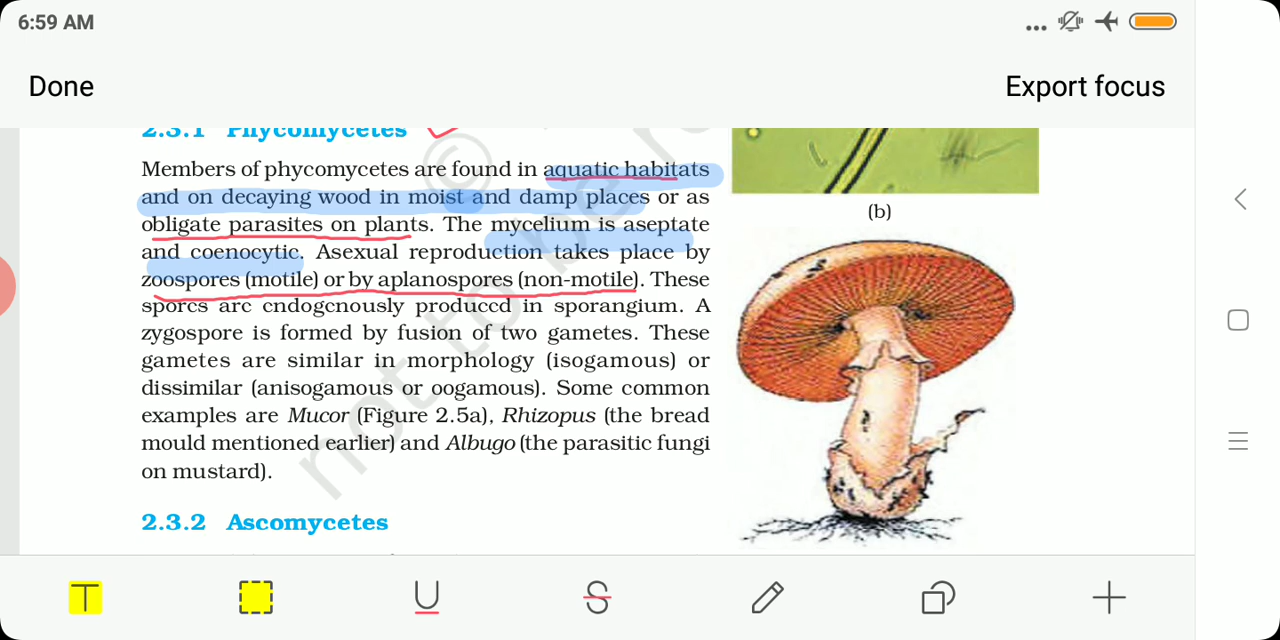 6:59 AM
Done
Export focus
2.3.1 Phycomycetes
Members of phycomycetes are found in aquatic habitats
and on decaying wood in moist and damp places or as
obligate parasites on plants. The mycelium is aseptate
and coenocytic. Asexual reproduction takes place by
zoospores (motile) or by aplanospores (non-motile). These
spores are endogenously produced in sporangium. A
zygospore is formed by fusion of two gametes. These
gametes are similar in morphology (isogamous) or
dissimilar (anisogamous or oogamous). Some common
examples are Mucor (Figure 2.5a), Rhizopus (the bread
mould mentioned earlier) and Albugo (the parasitic fungi
on mustard).
2.3.2 Ascomycetes
(b)
©
not to be r
T
U
S